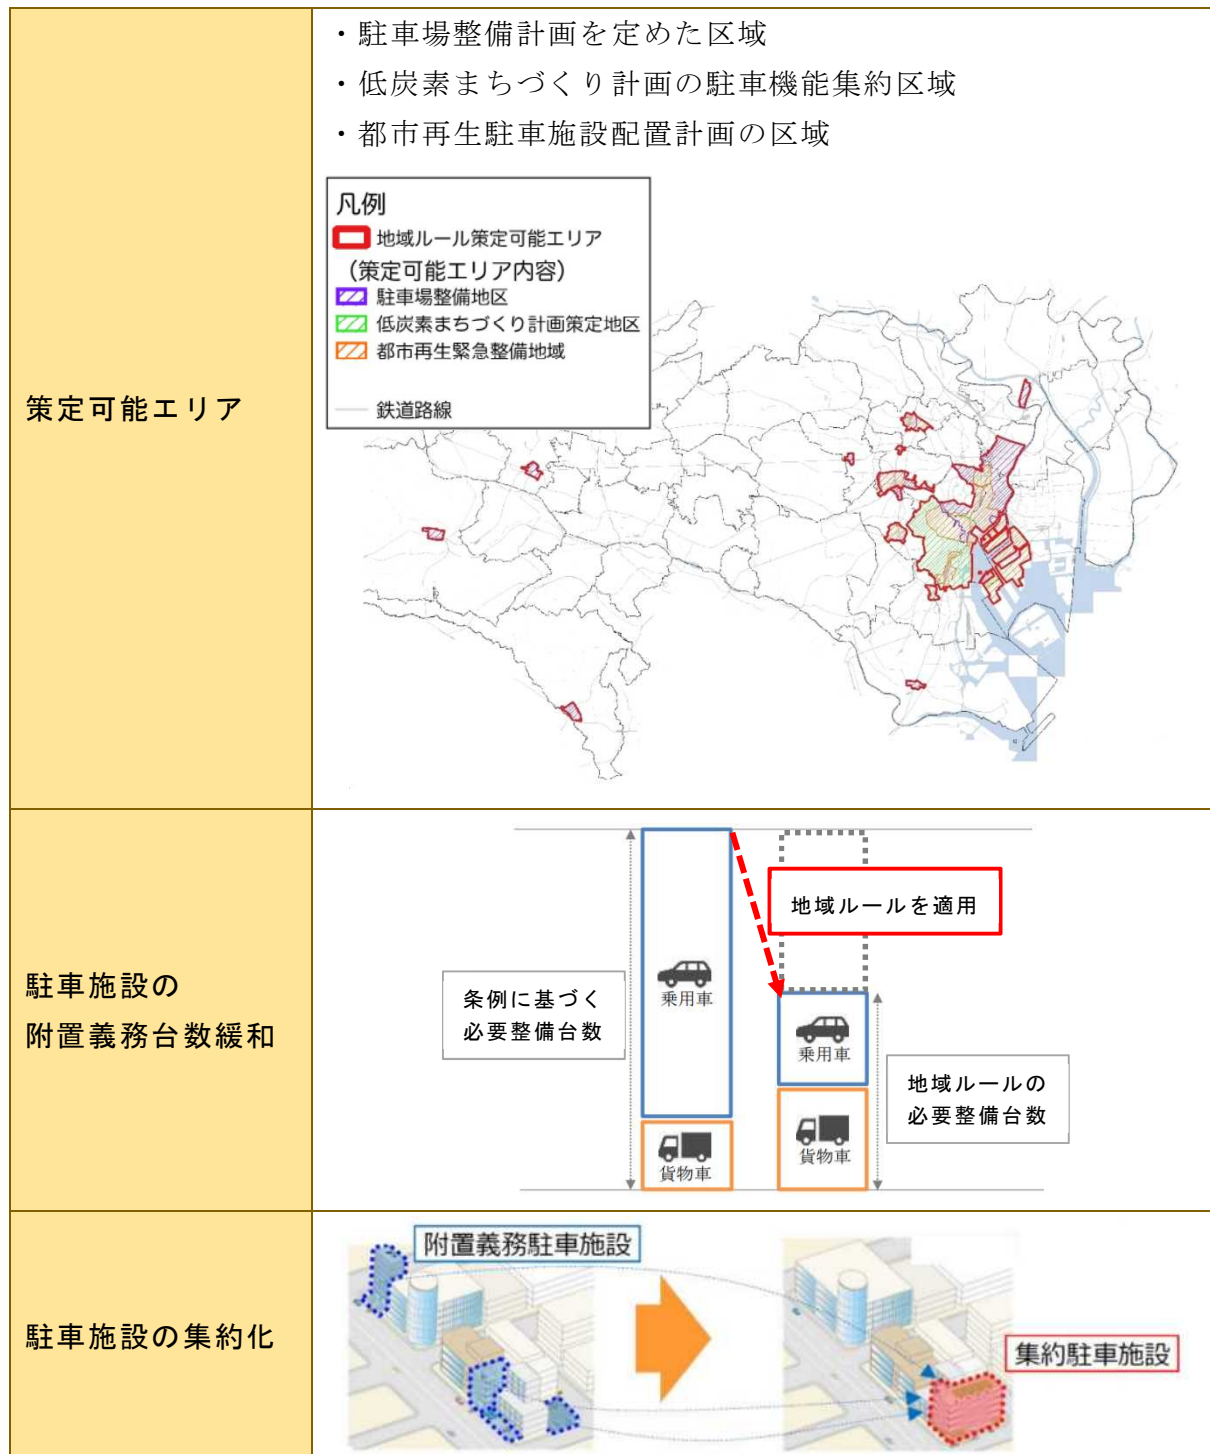 策定可能エリア
・駐車場整備計画を定めた区域
・低炭素まちづくり計画の駐車機能集約区域
・都市再生駐車施設配置計画の区域
凡例
地域ルール策定可能エリア
（策定可能エリア内容）
駐車場整備地区
低炭素まちづくり計画策定地区
都市再生緊急整備地域
鉄道路線
駐車施設の
附置義務台数緩和
条例に基づく
必要整備台数
乗用車
貨物車
地域ルールを適用
乗用車
貨物車
地域ルールの
必要整備台数
駐車施設の集約化
附置義務駐車施設
集約駐車施設